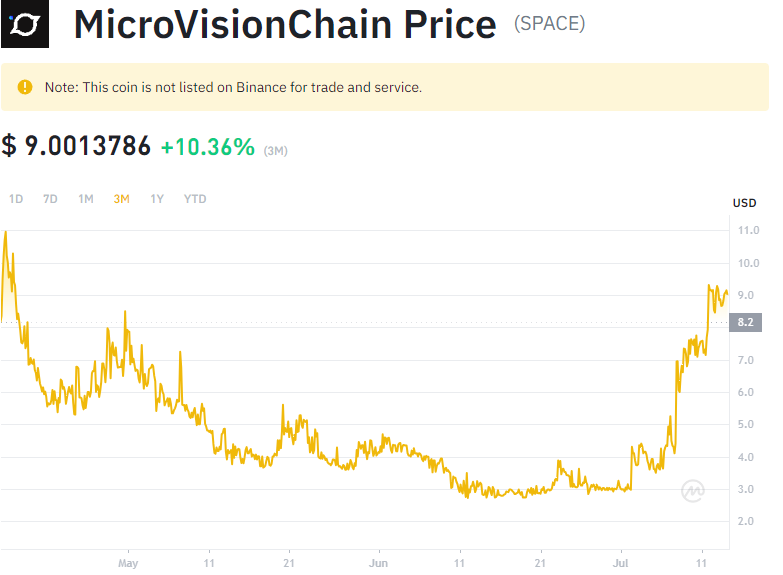 MicroVisionChain Price (SPACE)
Note: This coin is not listed on Binance for trade and service.
$ 9.0013786 +10.36% (3M)
1D 7D 1M 3M 1Y YTD
USD
11.0
10.0
9.0
8.2
7.0
6.0
5.0
4.0
3.0
2.0
May 11 21 Jun 11 21 Jul 11